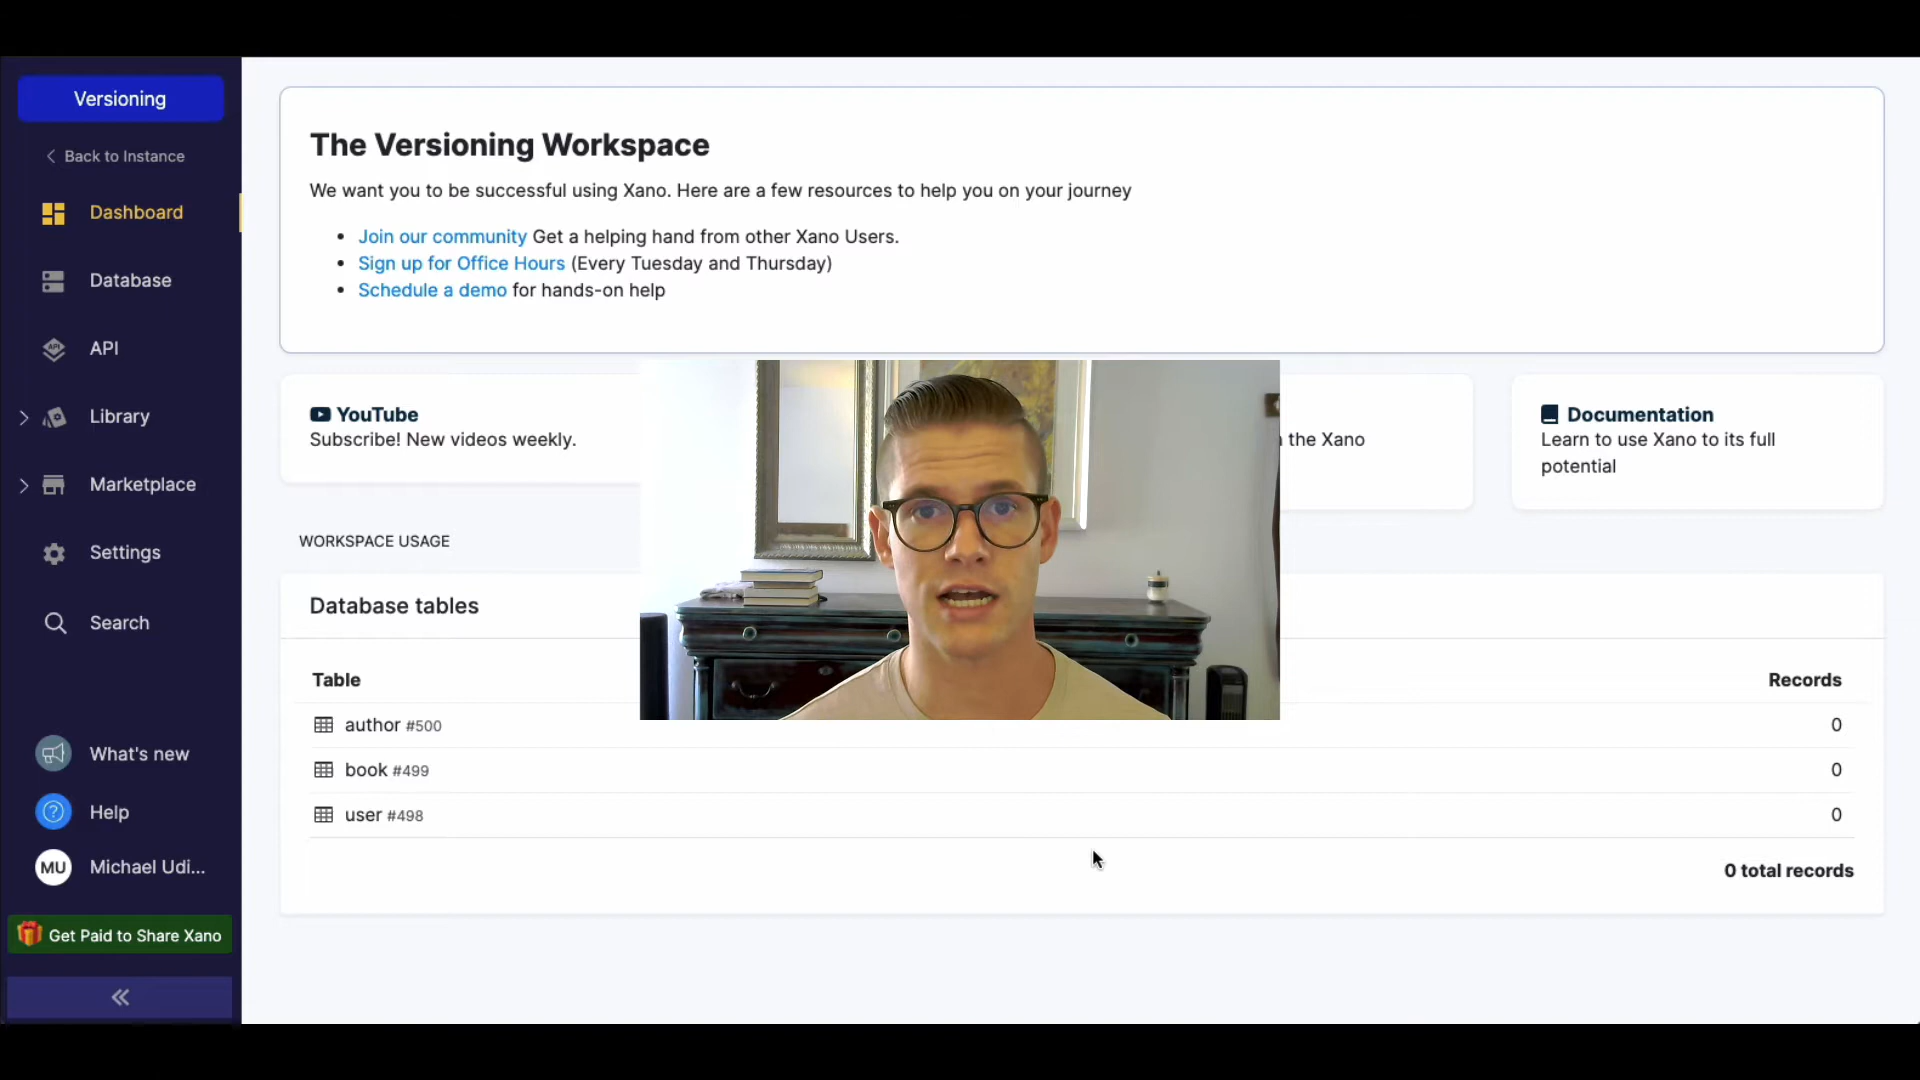 Versioning
Back to Instance
Dashboard
Database
API
Library
Marketplace
Settings
Search
What's new
Help
MU Michael Udi...
Get Paid to Share Xano
The Versioning Workspace
We want you to be successful using Xano. Here are a few resources to help you on your journey
• Join our community Get a helping hand from other Xano Users.
• Sign up for Office Hours (Every Tuesday and Thursday)
• Schedule a demo for hands-on help
YouTube
Subscribe! New videos weekly.
the Xano
Documentation
Learn to use Xano to its full
potential
WORKSPACE USAGE
Database tables
Table Records
author #500 0
book #499 0
user #498 0
0 total records